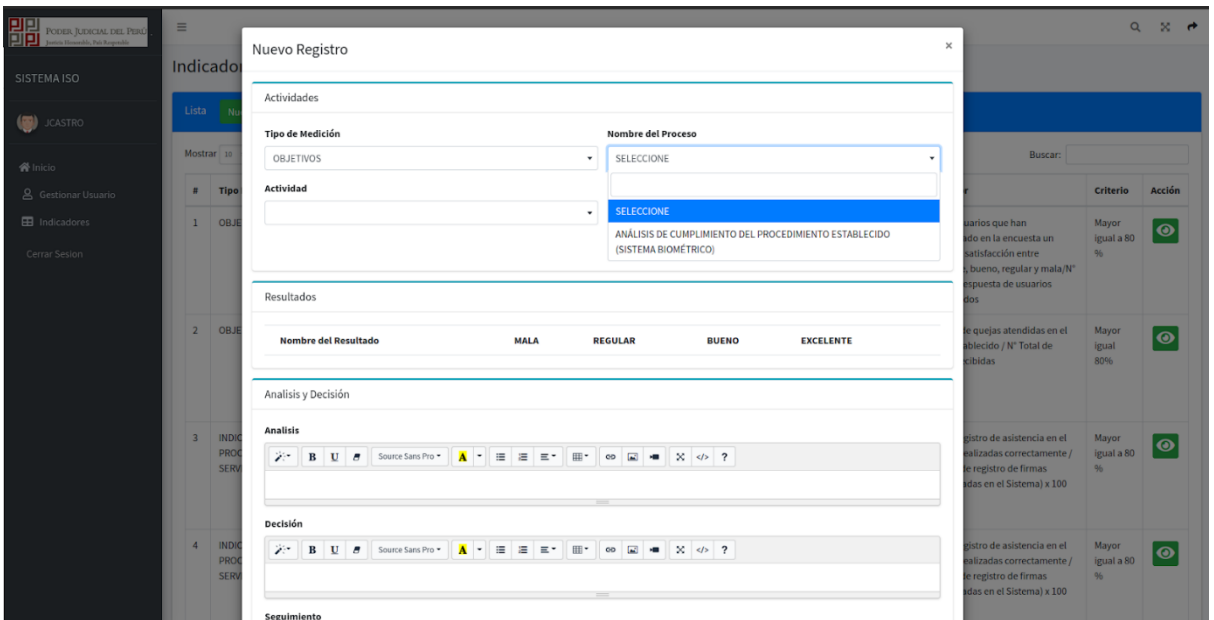 PODER JUDICIAL DEL PERÚ
Nuevo Registro
×
SISTEMA ISO
Indicador
Actividades
JCASTRO
Lista
Nu
Tipo de Medición
Nombre del Proceso
OBJETIVOS
SELECCIONE
Mostrar 10
Buscar:
Inicio
Actividad
Gestionar Usuario
# Tipo
Criterio Acción
SELECCIONE
Indicadores
1 OBJE
ANÁLISIS DE CUMPLIMIENTO DEL PROCEDIMIENTO ESTABLECIDO
(SISTEMA BIOMÉTRICO)
uarios que han
ado en la encuesta un
satisfacción entre
, bueno, regular y mala/N°
espuesta de usuarios
dos
Mayor
igual a 80
%
Cerrar Sesion
Resultados
Nombre del Resultado MALA REGULAR BUENO EXCELENTE
2 OBJE
de quejas atendidas en el
ablecido / N° Total de
cibidas
Mayor
igual
80%
Analisis y Decisión
Analisis
B U Source Sans Pro A </> ?
3 INDIC
PROC
SERV
gistro de asistencia en el
ealizadas correctamente /
de registro de firmas
adas en el Sistema) x 100
Mayor
igual a 80
%
Decisión
B U Source Sans Pro A </> ?
4 INDIC
PROC
SERV
gistro de asistencia en el
ealizadas correctamente /
de registro de firmas
adas en el Sistema) x 100
Mayor
igual a 80
%
Seguimiento